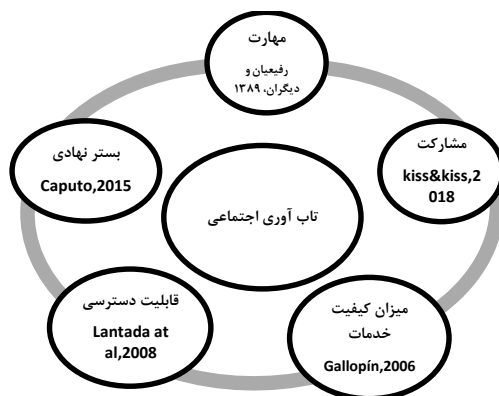 مهارت
رفیعیان و
دیگران، ۱۳۸۹
مشارکت
kiss&kiss,2
018
بستر نهادی
Caputo,2015
تاب آوری اجتماعی
قابلیت دسترسی
Lantada at
al,2008
میزان کیفیت
خدمات
Gallopín,2006